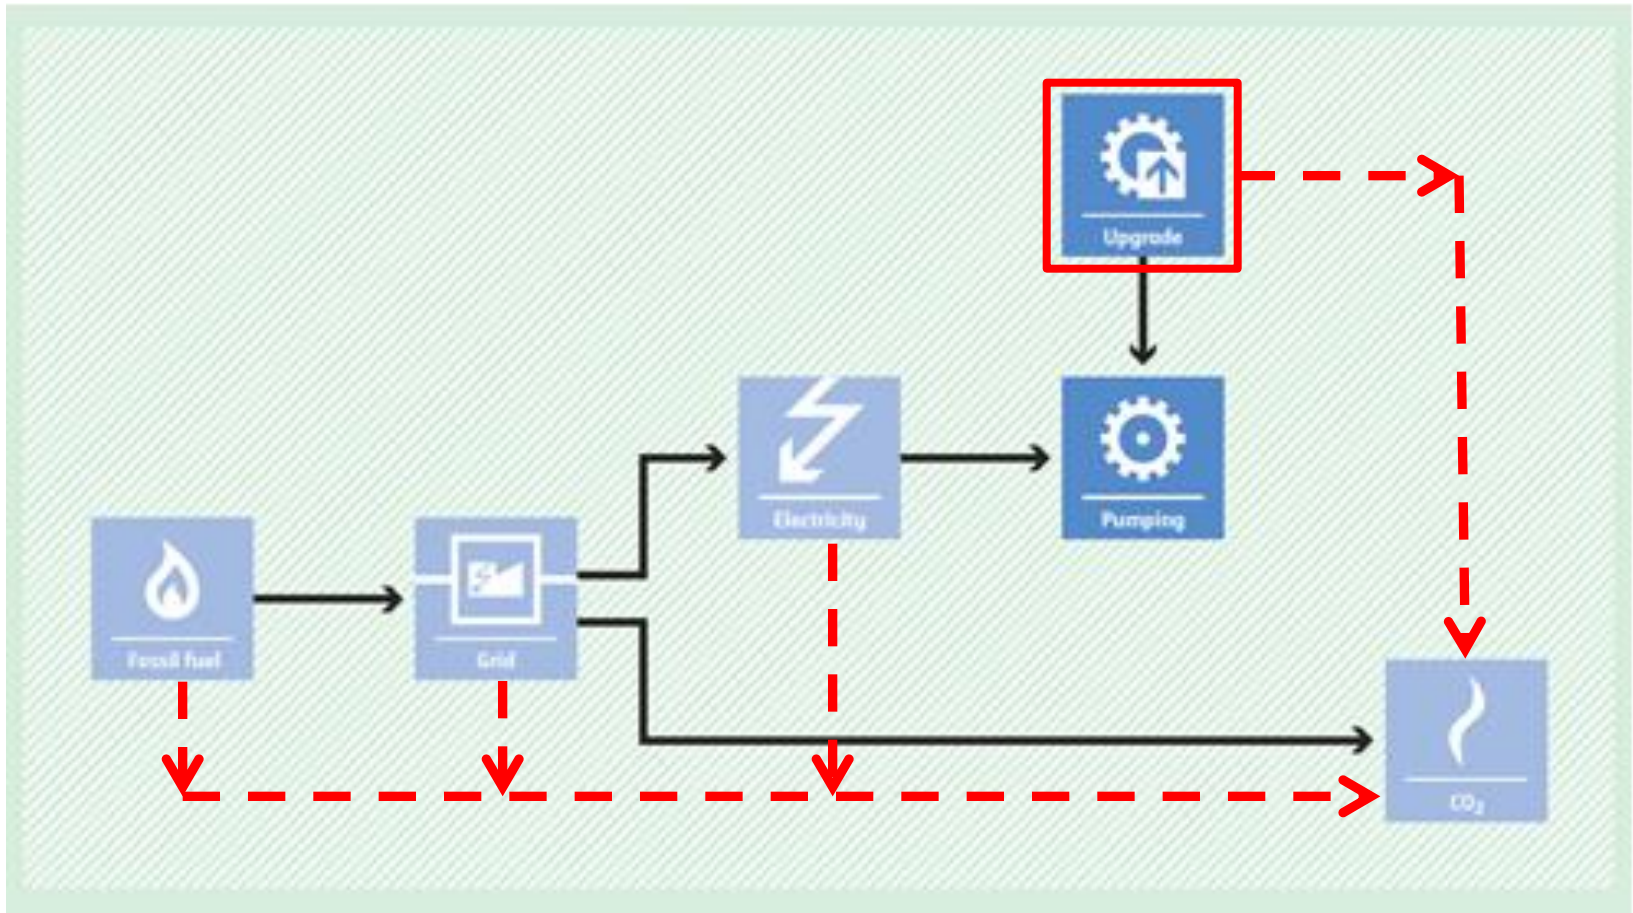 Upgrade
Electricity
Pumping
Fossil fuel
Grid
CO₂